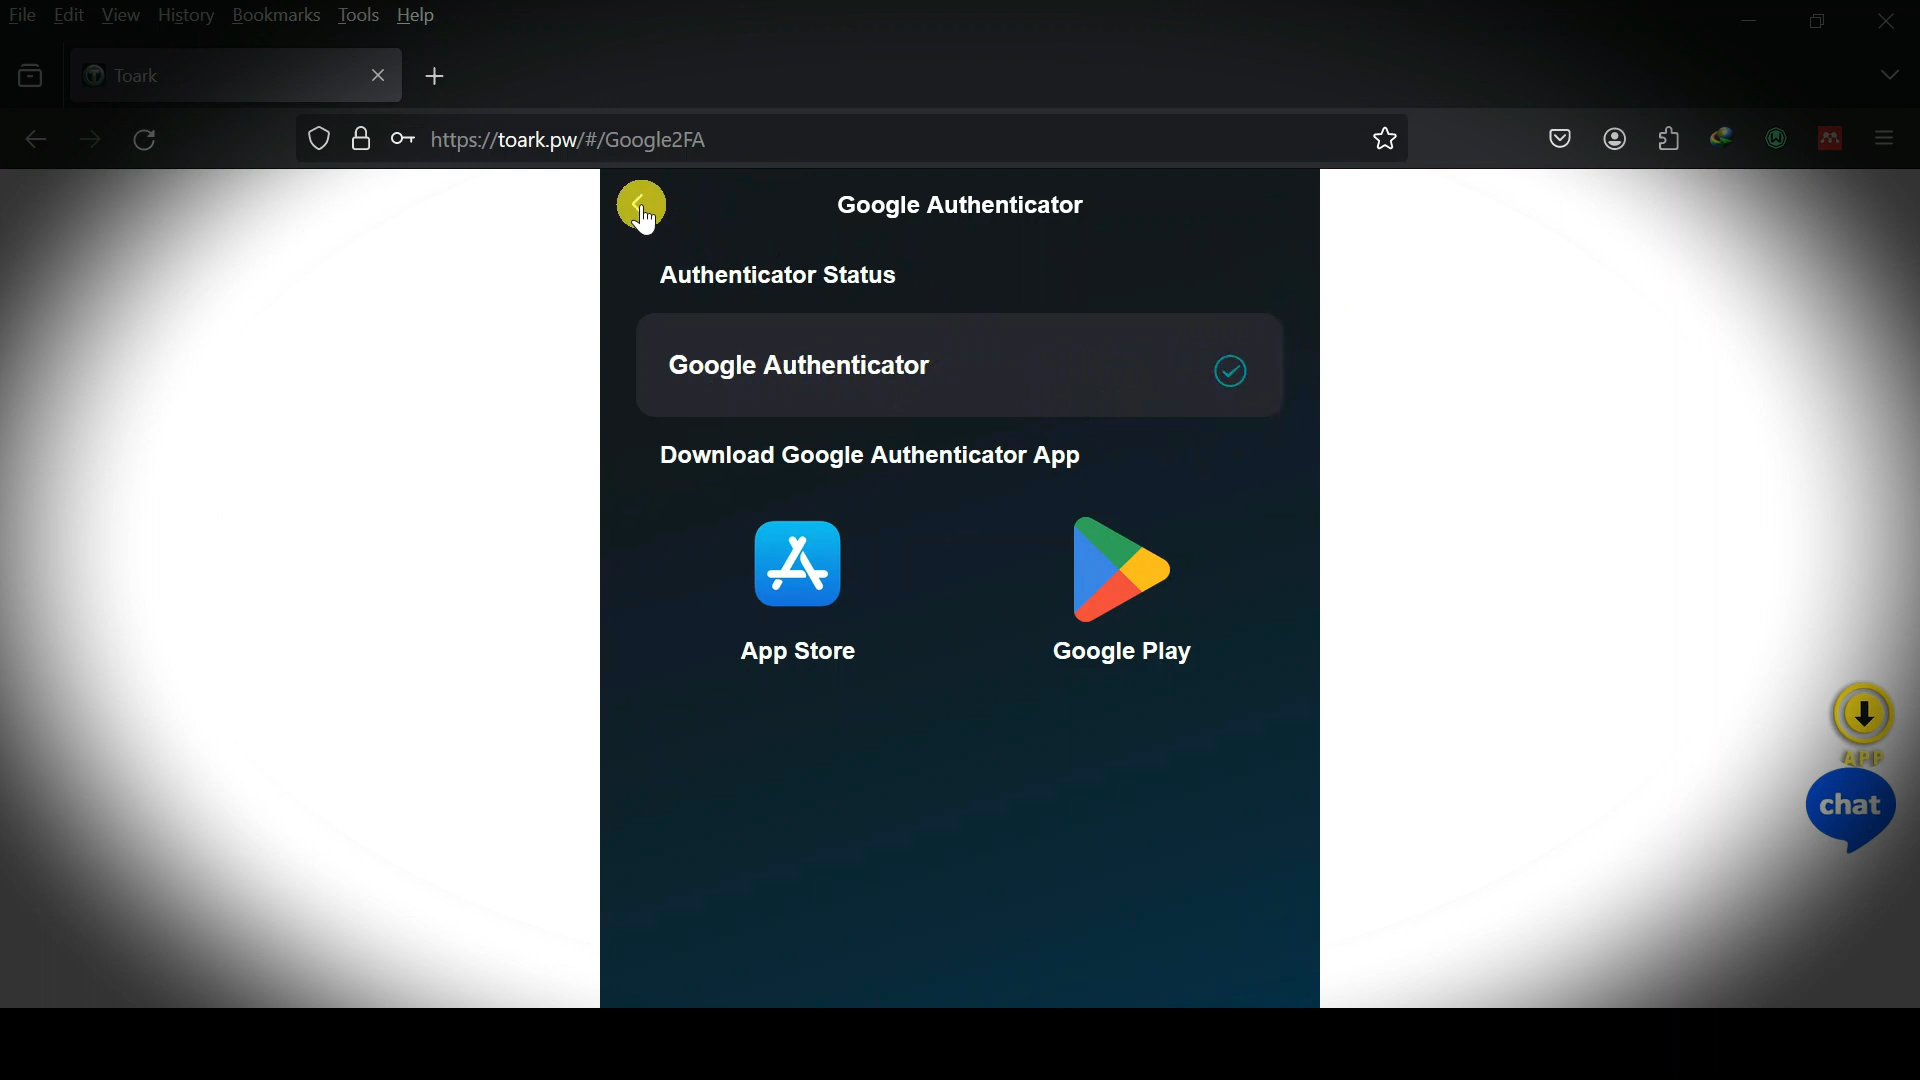 File Edit View History Bookmarks Tools Help
Toark
https://toark.pw/#/Google2FA
Google Authenticator
Authenticator Status
Google Authenticator
Download Google Authenticator App
App Store
Google Play
APP
chat